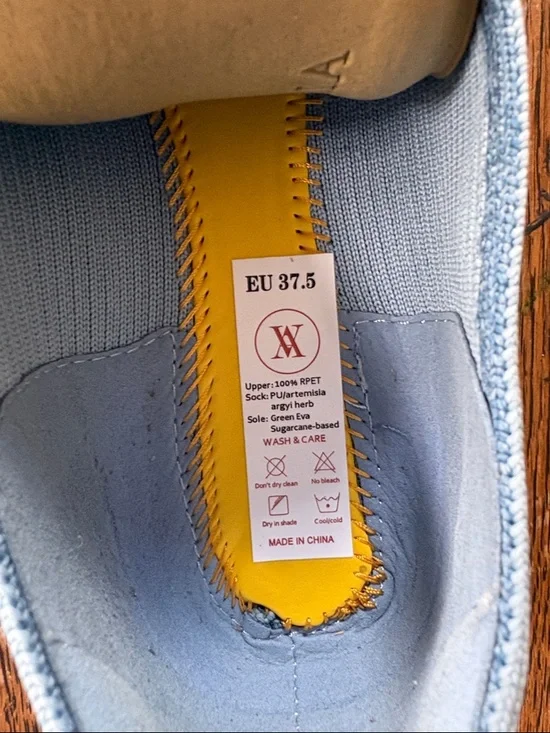 A
EU 37.5
Upper: 100% RPET
Sock: PU/artemisia
argyi herb
Sole: Green Eva
Sugarcane-based
WASH & CARE
Don't dry clean
No bleach
Dry in shade
Cool/cold
MADE IN CHINA